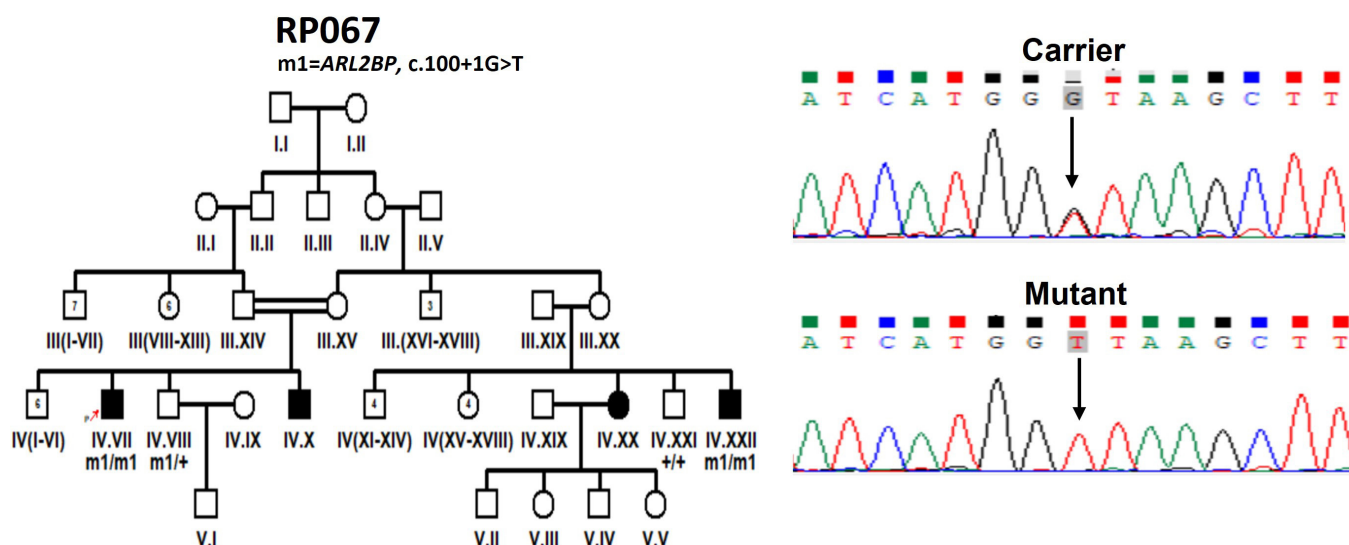 RP067
m1=ARL2BP, c.100+1G>T
I.I I.II
II.I II.II II.III II.IV II.V
7 6 3
III(I-VII) III(VIII-XIII) III.XIV III.XV III.(XVI-XVIII) III.XIX III.XX
6 4 4
P
IV(I-VI) IV.VII IV.VIII IV.IX IV.X IV(XI-XIV) IV(XV-XVIII) IV.XIX IV.XX IV.XXI IV.XXII
m1/m1 m1/+ +/+ m1/m1
V.I V.II V.III V.IV V.V
Carrier
A T C A T G G G T A A G C T T
Mutant
A T C A T G G T T A A G C T T